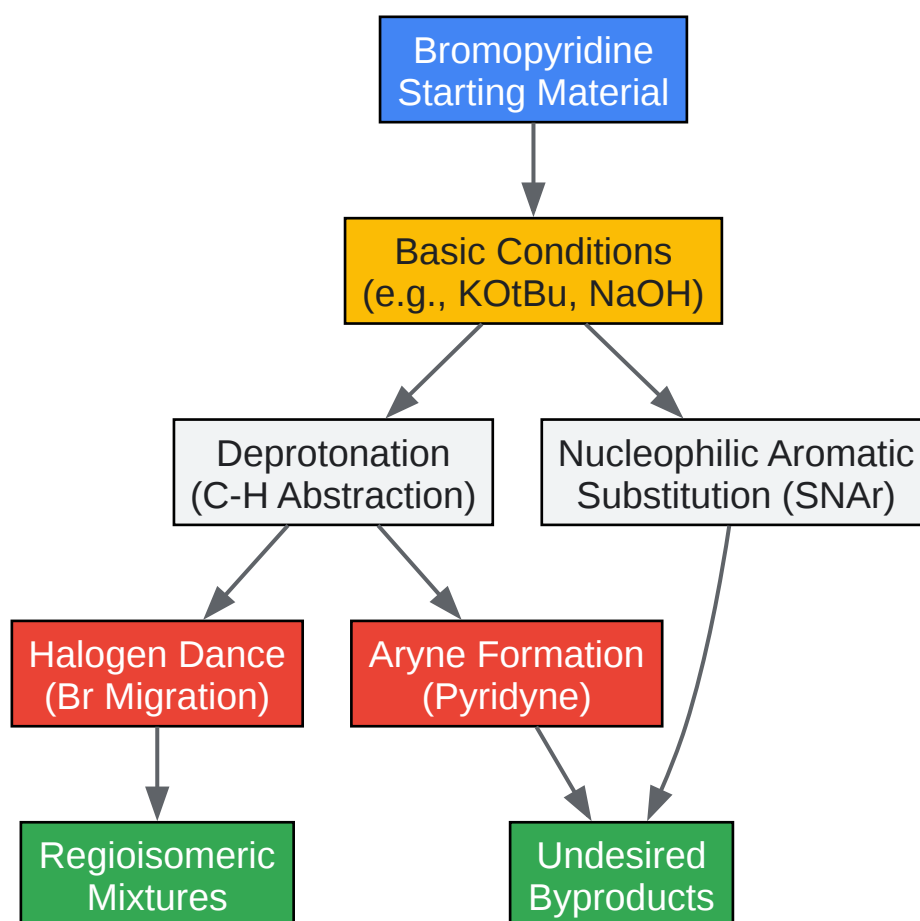 Bromopyridine
Starting Material
Basic Conditions
(e.g., KOtBu, NaOH)
Deprotonation
(C-H Abstraction)
Nucleophilic Aromatic
Substitution (SNAr)
Halogen Dance
(Br Migration)
Aryne Formation
(Pyridyne)
Regioisomeric
Mixtures
Undesired
Byproducts